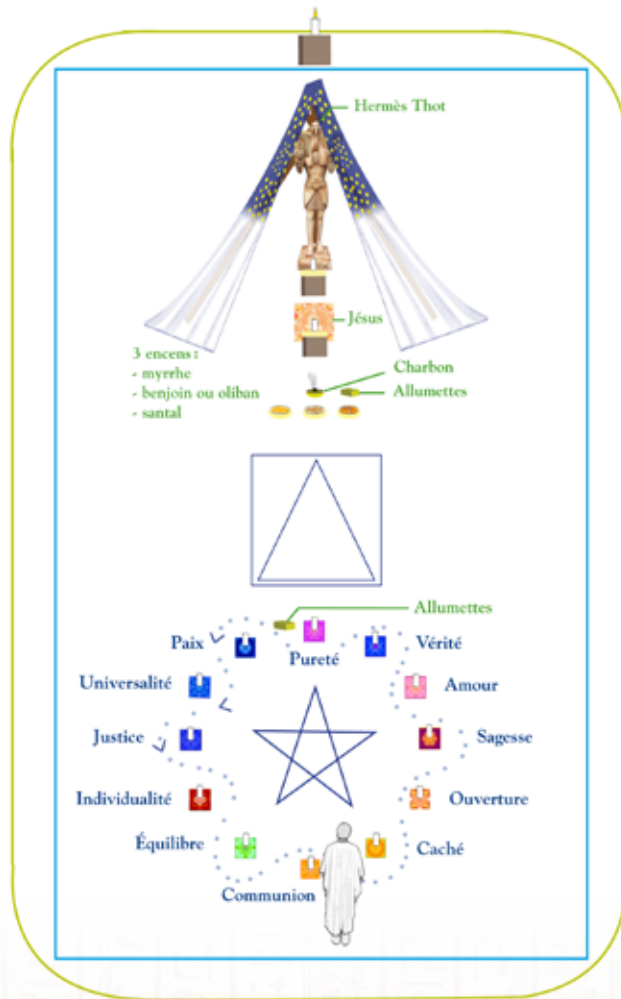 Hermès Thot
Jésus
3 encens :
- myrrhe
- benjoin ou oliban
- santal
Charbon
Allumettes
Allumettes
Paix
Pureté
Vérité
Universalité
Amour
Justice
Sagesse
Individualité
Ouverture
Équilibre
Caché
Communion